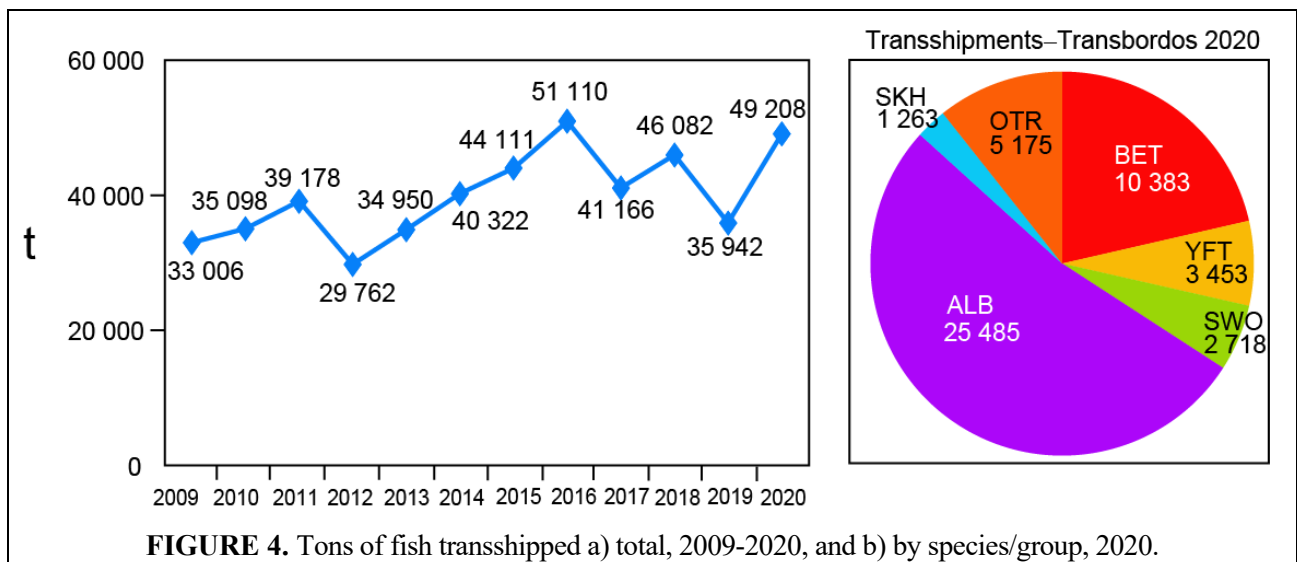 Transshipments–Transbordos 2020
60 000
40 000
20 000
0
t
33 006
35 098
39 178
29 762
34 950
40 322
44 111
51 110
41 166
46 082
35 942
49 208
2009 2010 2011 2012 2013 2014 2015 2016 2017 2018 2019 2020
SKH
1 263
OTR
5 175
BET
10 383
YFT
3 453
SWO
2 718
ALB
25 485
FIGURE 4. Tons of fish transshipped a) total, 2009-2020, and b) by species/group, 2020.